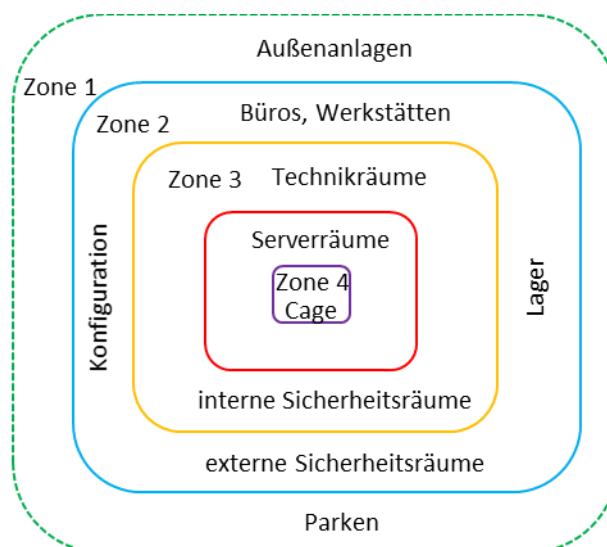 Außenanlagen
Zone 1
Büros, Werkstätten
Zone 2
Zone 3
Technikräume
Serverräume
Konfiguration
Zone 4
Cage
Lager
interne Sicherheitsräume
externe Sicherheitsräume
Parken